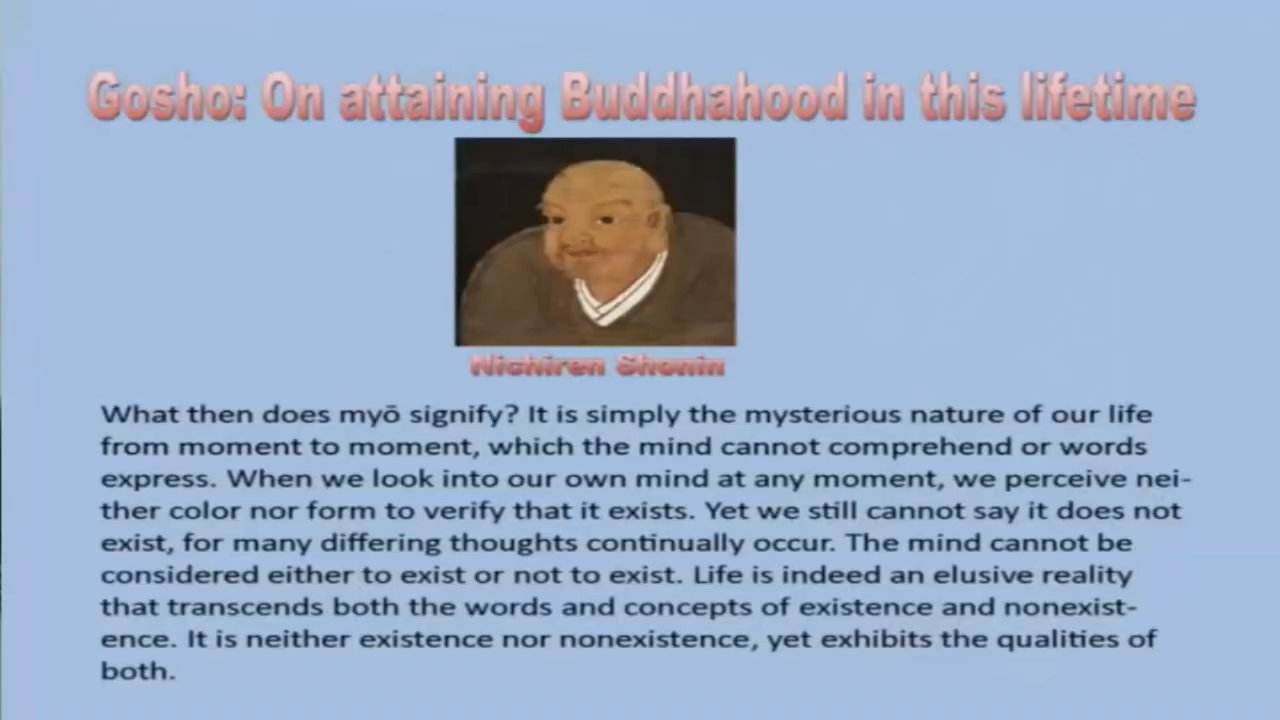 Gosho: On attaining Buddhahood in this lifetime
Nichiren Shonin
What then does myō signify? It is simply the mysterious nature of our life
from moment to moment, which the mind cannot comprehend or words
express. When we look into our own mind at any moment, we perceive nei-
ther color nor form to verify that it exists. Yet we still cannot say it does not
exist, for many differing thoughts continually occur. The mind cannot be
considered either to exist or not to exist. Life is indeed an elusive reality
that transcends both the words and concepts of existence and nonexist-
ence. It is neither existence nor nonexistence, yet exhibits the qualities of
both.